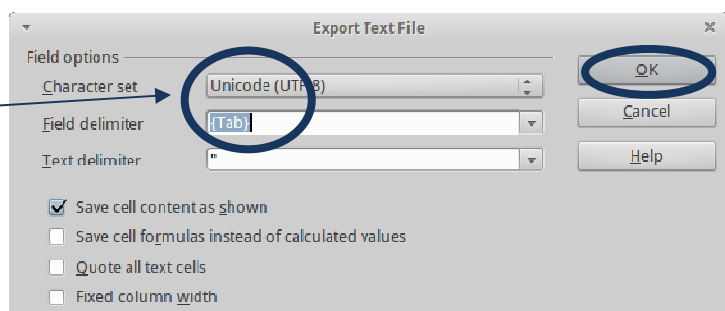 Export Text File
Field options
Character set Unicode (UTF-8) OK
Field delimiter {Tab} Cancel
Text delimiter " Help
Save cell content as shown
Save cell formulas instead of calculated values
Quote all text cells
Fixed column width